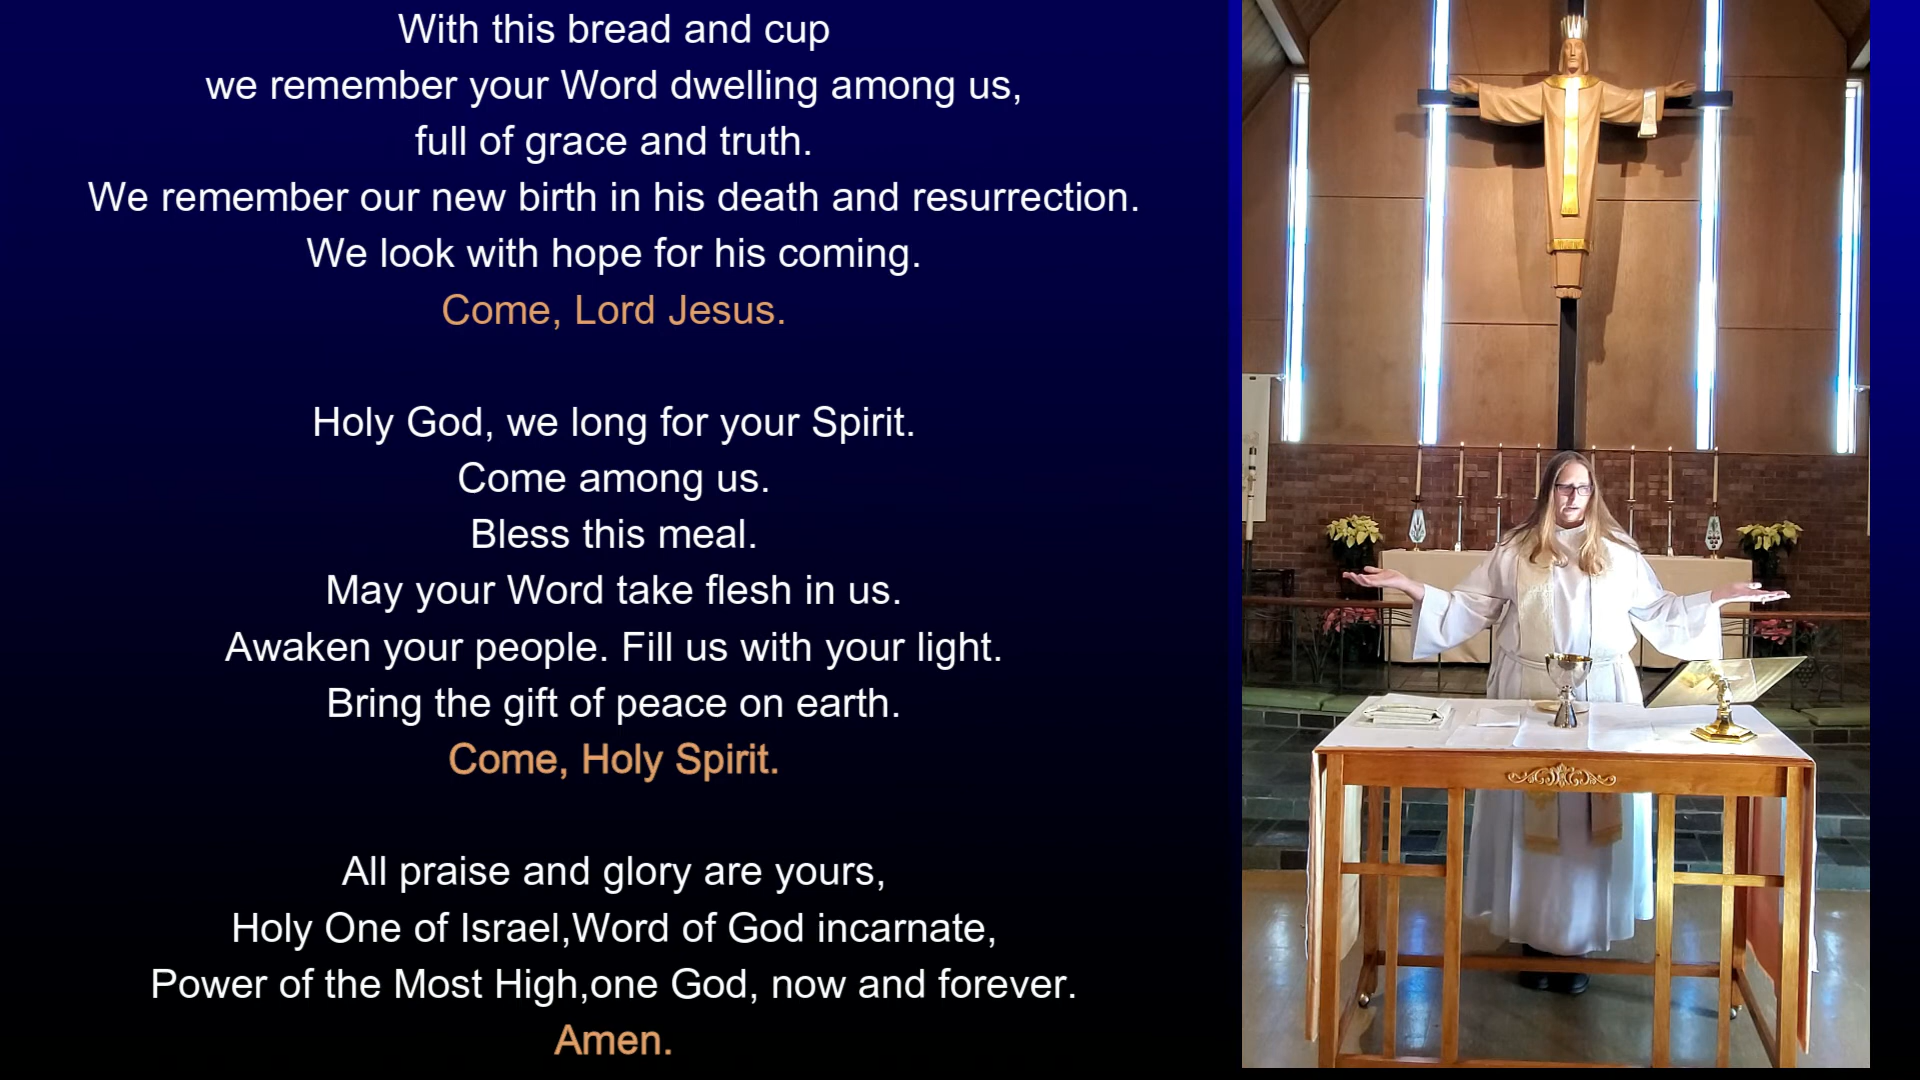 With this bread and cup
we remember your Word dwelling among us,
full of grace and truth.
We remember our new birth in his death and resurrection.
We look with hope for his coming.
Come, Lord Jesus.
Holy God, we long for your Spirit.
Come among us.
Bless this meal.
May your Word take flesh in us.
Awaken your people. Fill us with your light.
Bring the gift of peace on earth.
Come, Holy Spirit.
All praise and glory are yours,
Holy One of Israel,Word of God incarnate,
Power of the Most High,one God, now and forever.
Amen.